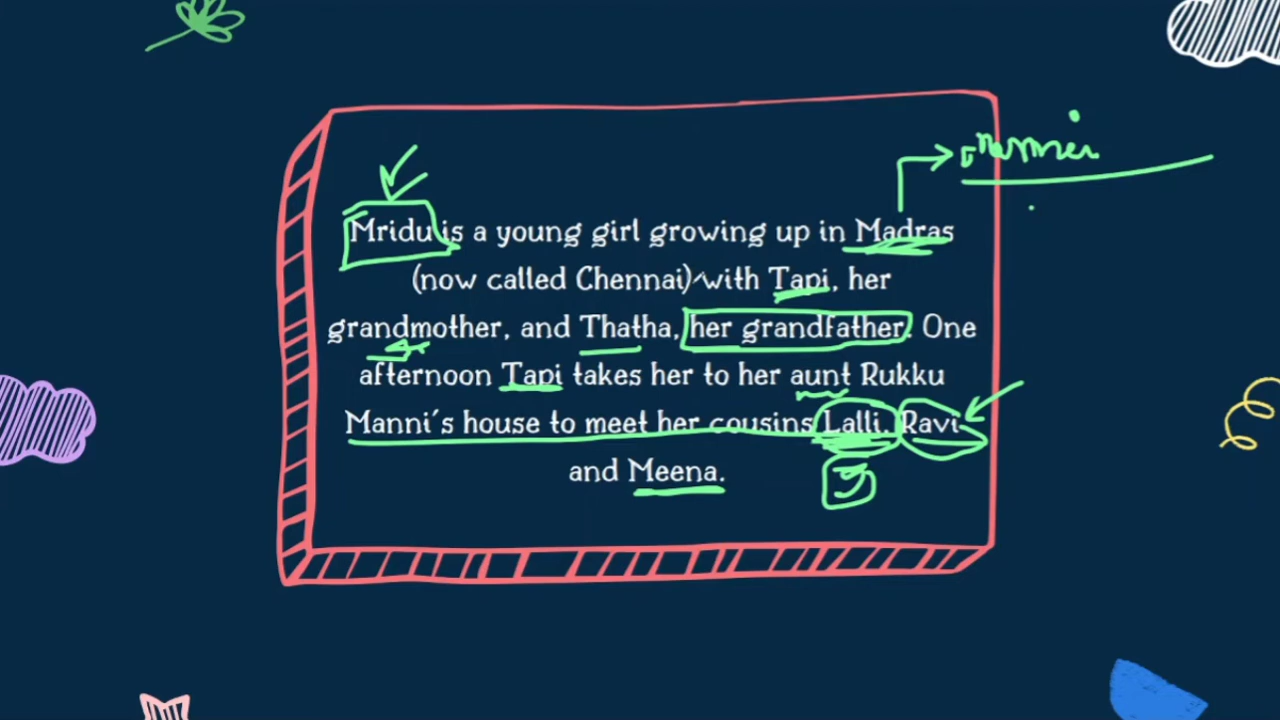 Mridu is a young girl growing up in Madras
(now called Chennai) with Tapi, her
grandmother, and Thatha, her grandfather. One
afternoon Tapi takes her to her aunt Rukku
Manni's house to meet her cousins Lalli, Ravi
and Meena.